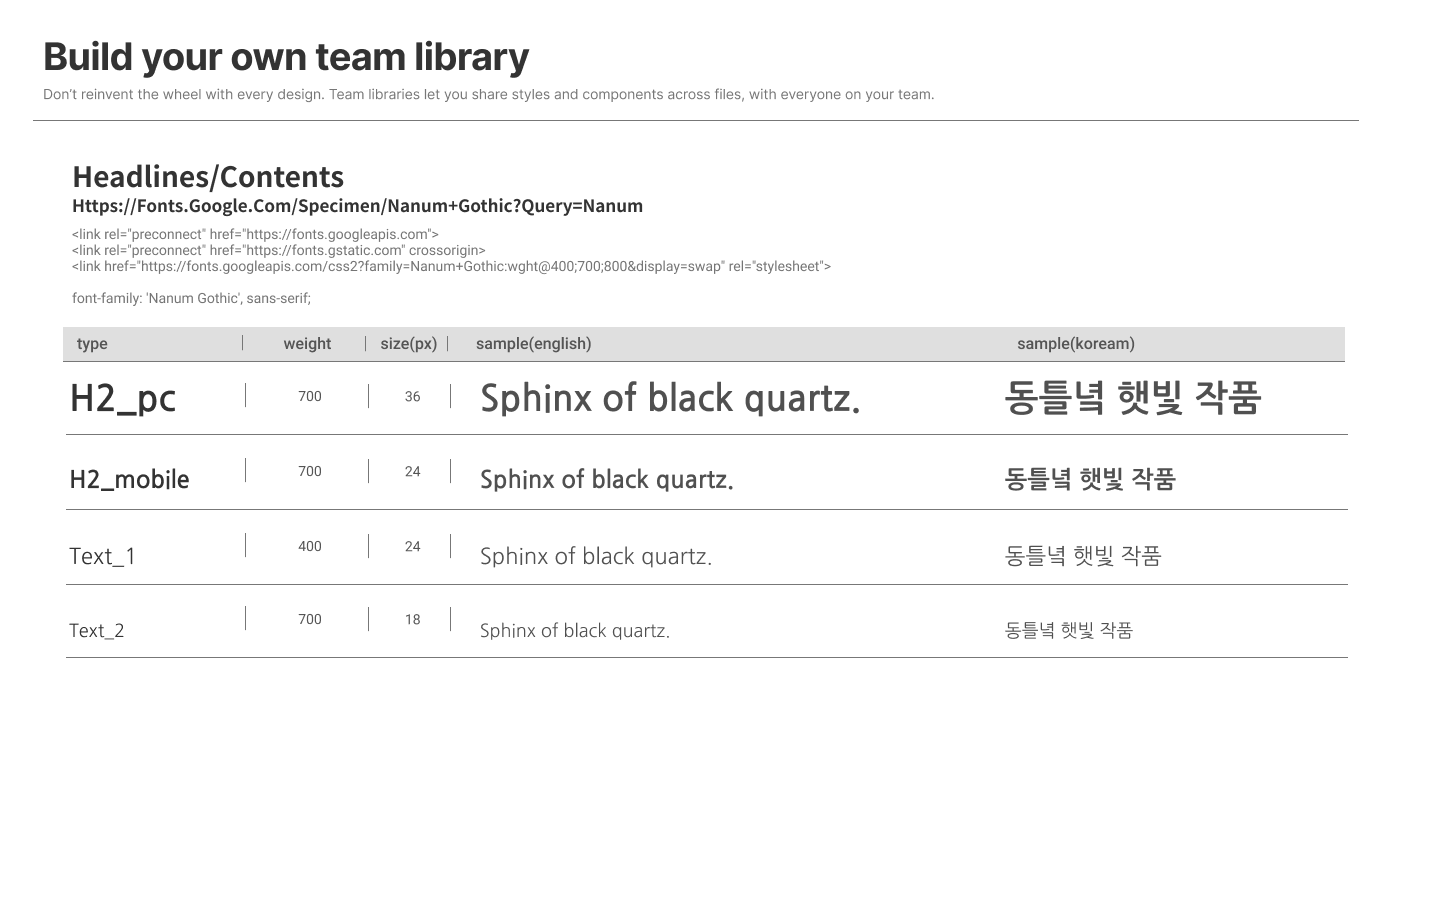 Build your own team library
Don't reinvent the wheel with every design. Team libraries let you share styles and components across files, with everyone on your team.
Headlines/Contents
Https://Fonts.Google.Com/Specimen/Nanum+Gothic?Query=Nanum
<link rel="preconnect" href="https://fonts.googleapis.com">
<link rel="preconnect" href="https://fonts.gstatic.com" crossorigin>
<link href="https://fonts.googleapis.com/css2?family=Nanum+Gothic:wght@400;700;800&display=swap" rel="stylesheet">
font-family: 'Nanum Gothic', sans-serif;
type | weight | size(px) | sample(english) sample(koream)
H2_pc | 700 | 36 | Sphinx of black quartz. 동틀녘 햇빛 작품
H2_mobile | 700 | 24 | Sphinx of black quartz. 동틀녘 햇빛 작품
Text_1 | 400 | 24 | Sphinx of black quartz. 동틀녘 햇빛 작품
Text_2 | 700 | 18 | Sphinx of black quartz. 동틀녘 햇빛 작품